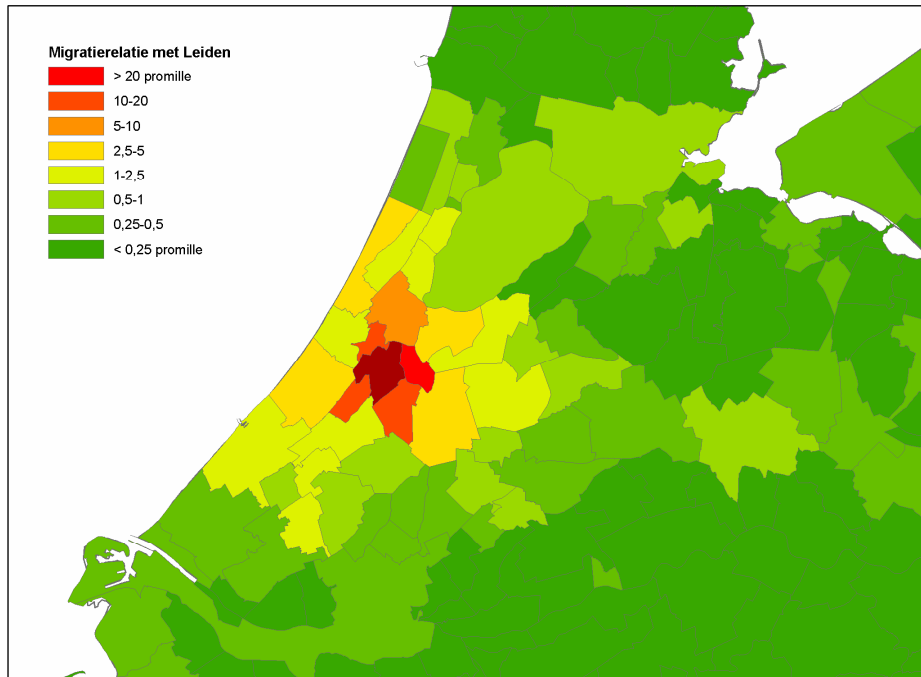 Migratierelatie met Leiden
> 20 promille
10-20
5-10
2,5-5
1-2,5
0,5-1
0,25-0,5
< 0,25 promille